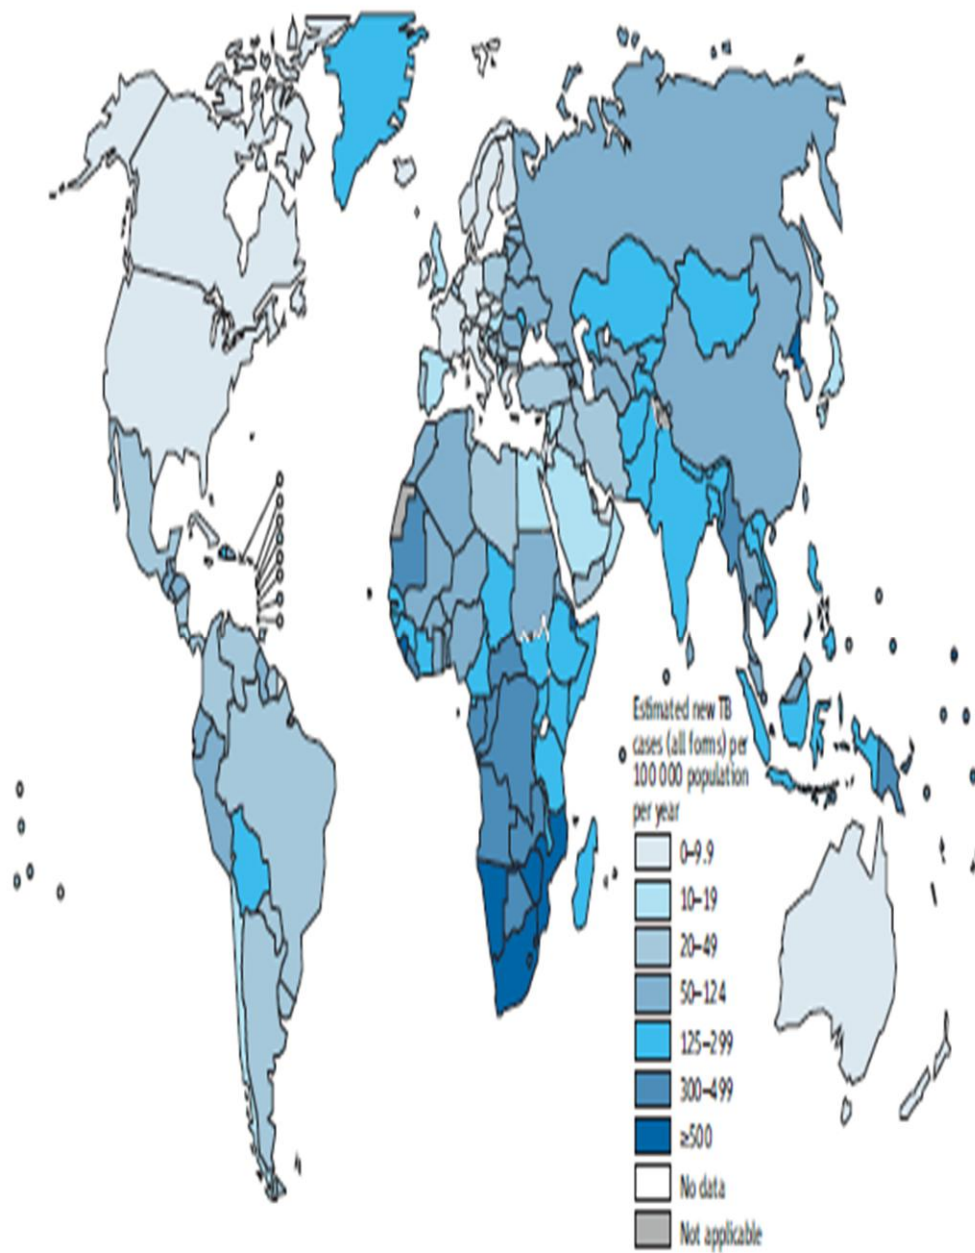 Estimated new TB
cases (all forms) per
100 000 population
per year
0–9.9
10–19
20–49
50–124
125–299
300–499
≥500
No data
Not applicable